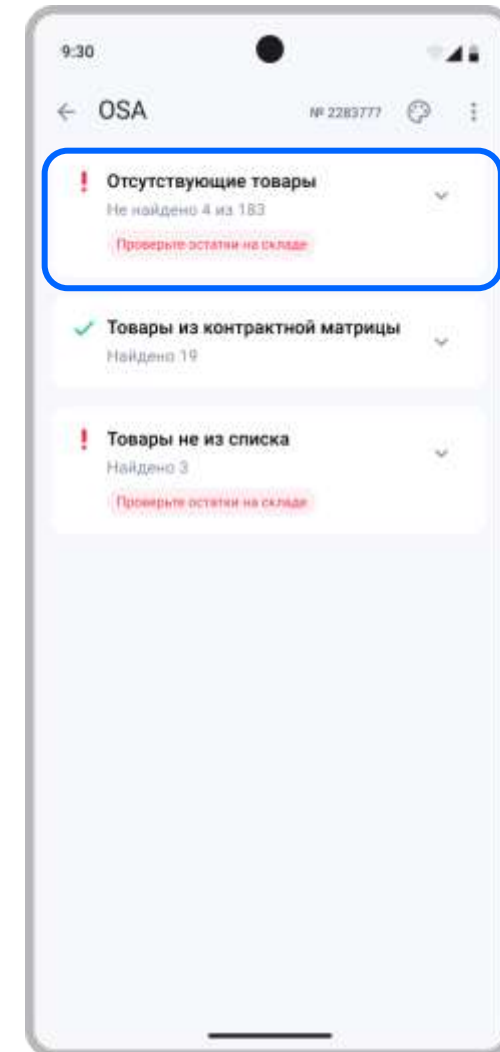 9:30
OSA
№ 2283777
Отсутствующие товары
Не найдено 4 из 183
Проверьте остатки на складе
Товары из контрактной матрицы
Найдено 19
Товары не из списка
Найдено 3
Проверьте остатки на складе